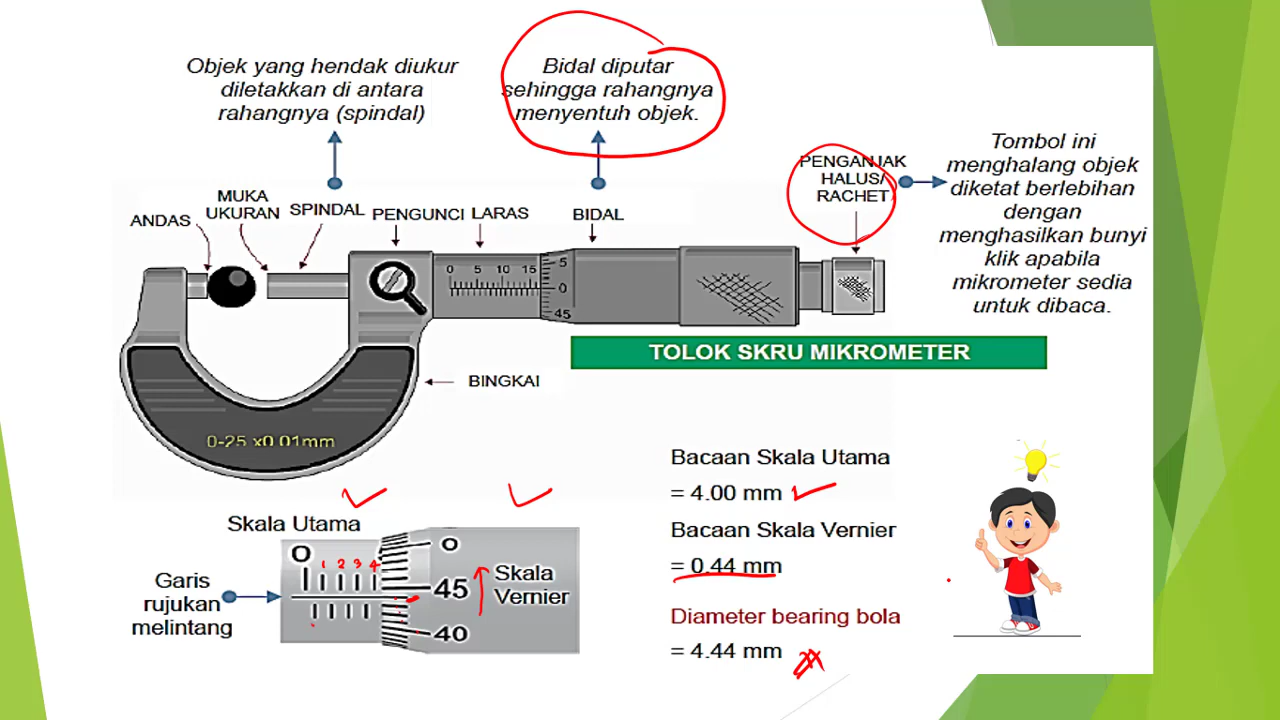 Objek yang hendak diukur
diletakkan di antara
rahangnya (spindal)
Bidal diputar
sehingga rahangnya
menyentuh objek.
Tombol ini
menghalang objek
diketat berlebihan
dengan
menghasilkan bunyi
klik apabila
mikrometer sedia
untuk dibaca.
PENGANJAK
HALUS/
RACHET
ANDAS
MUKA
UKURAN
SPINDAL
PENGUNCI
LARAS
BIDAL
0 5 10 15
5
0
45
TOLOK SKRU MIKROMETER
BINGKAI
0-25 x0.01mm
Skala Utama
0
1 2 3 4
0
45
40
Skala
Vernier
Garis
rujukan
melintang
Bacaan Skala Utama
= 4.00 mm
Bacaan Skala Vernier
= 0.44 mm
Diameter bearing bola
= 4.44 mm